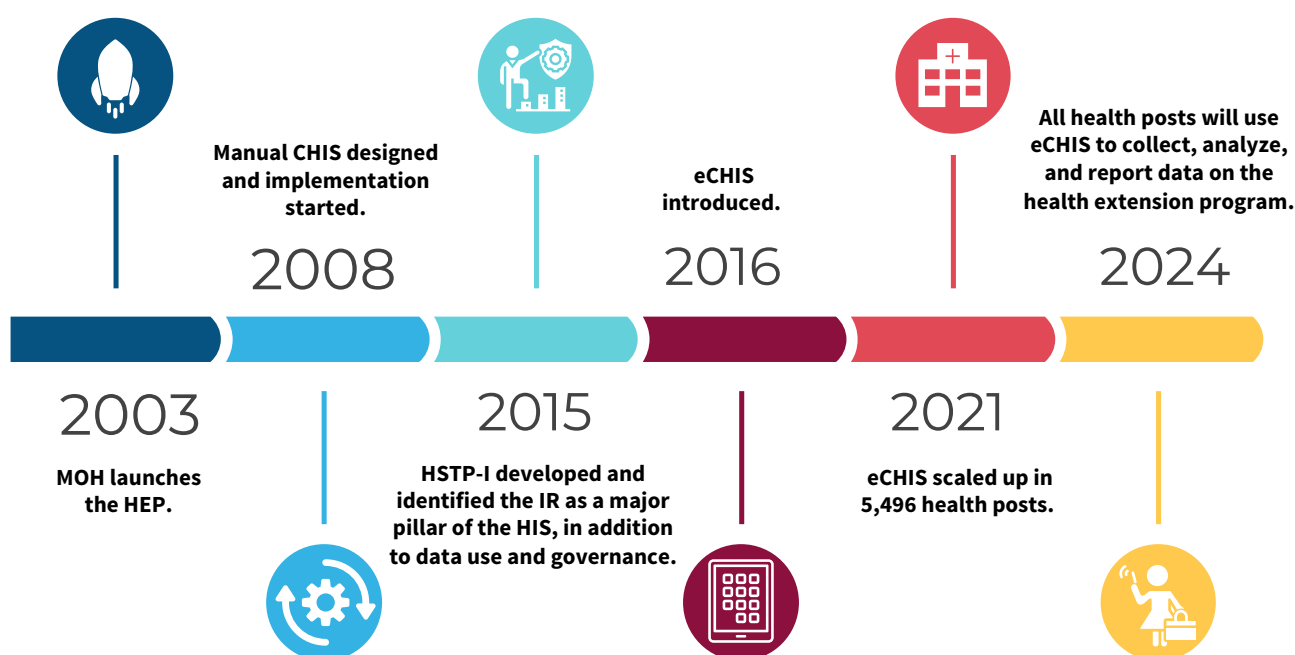 2003
MOH launches
the HEP.
Manual CHIS designed
and implementation
started.
2008
2015
HSTP-I developed and
identified the IR as a major
pillar of the HIS, in addition
to data use and governance.
eCHIS
introduced.
2016
2021
eCHIS scaled up in
5,496 health posts.
All health posts will use
eCHIS to collect, analyze,
and report data on the
health extension program.
2024